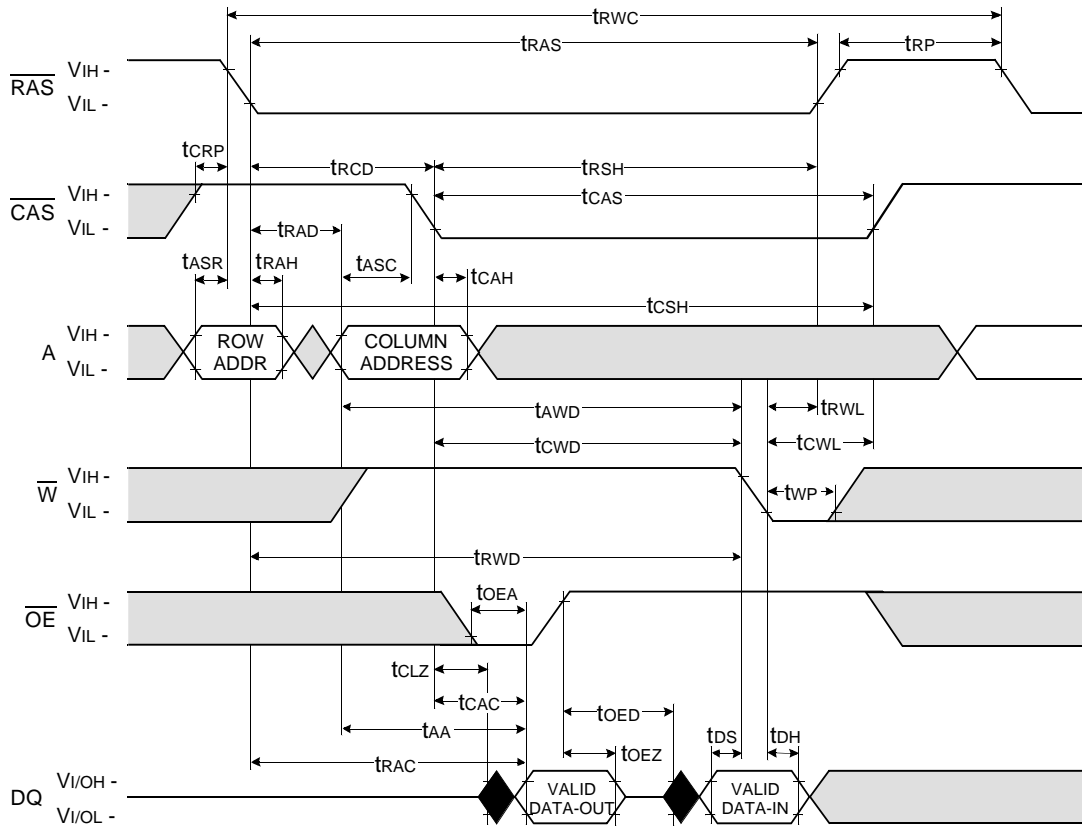 tRWC
tRAS
tRP
RAS
VIH -
VIL -
tCRP
tRCD
tRSH
CAS
VIH -
VIL -
tCAS
tRAD
tASR
tRAH
tASC
tCAH
tCSH
A
VIH -
VIL -
ROW
ADDR
COLUMN
ADDRESS
tAWD
tRWL
tCWD
tCWL
W
VIH -
VIL -
tWP
tRWD
OE
VIH -
VIL -
tOEA
tCLZ
tCAC
tOED
tAA
tOEZ
tDS
tDH
tRAC
DQ
VI/OH -
VI/OL -
VALID
DATA-OUT
VALID
DATA-IN